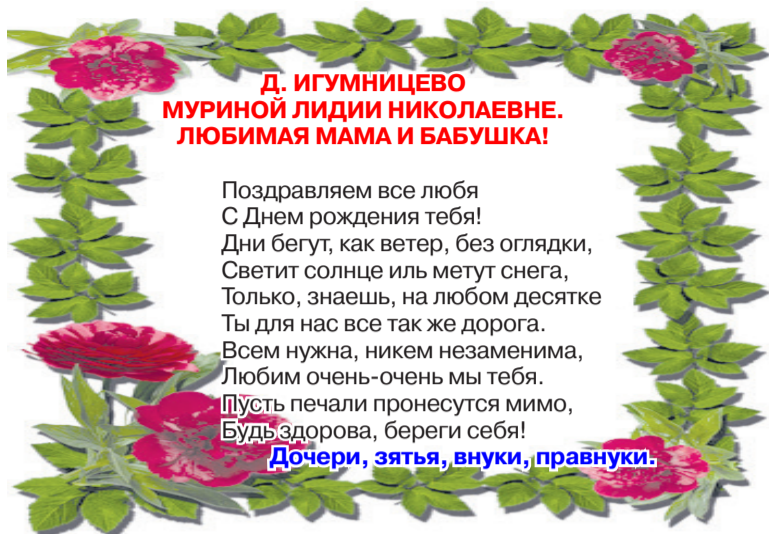 Д. ИГУМНИЦЕВО
МУРИНОЙ ЛИДИИ НИКОЛАЕВНЕ.
ЛЮБИМАЯ МАМА И БАБУШКА!
Поздравляем все любя
С Днем рождения тебя!
Дни бегут, как ветер, без оглядки,
Светит солнце иль метут снега,
Только, знаешь, на любом десятке
Ты для нас все так же дорога.
Всем нужна, никем незаменима,
Любим очень-очень мы тебя.
Пусть печали пронесутся мимо,
Будь здорова, береги себя!
Дочери, зятья, внуки, правнуки.